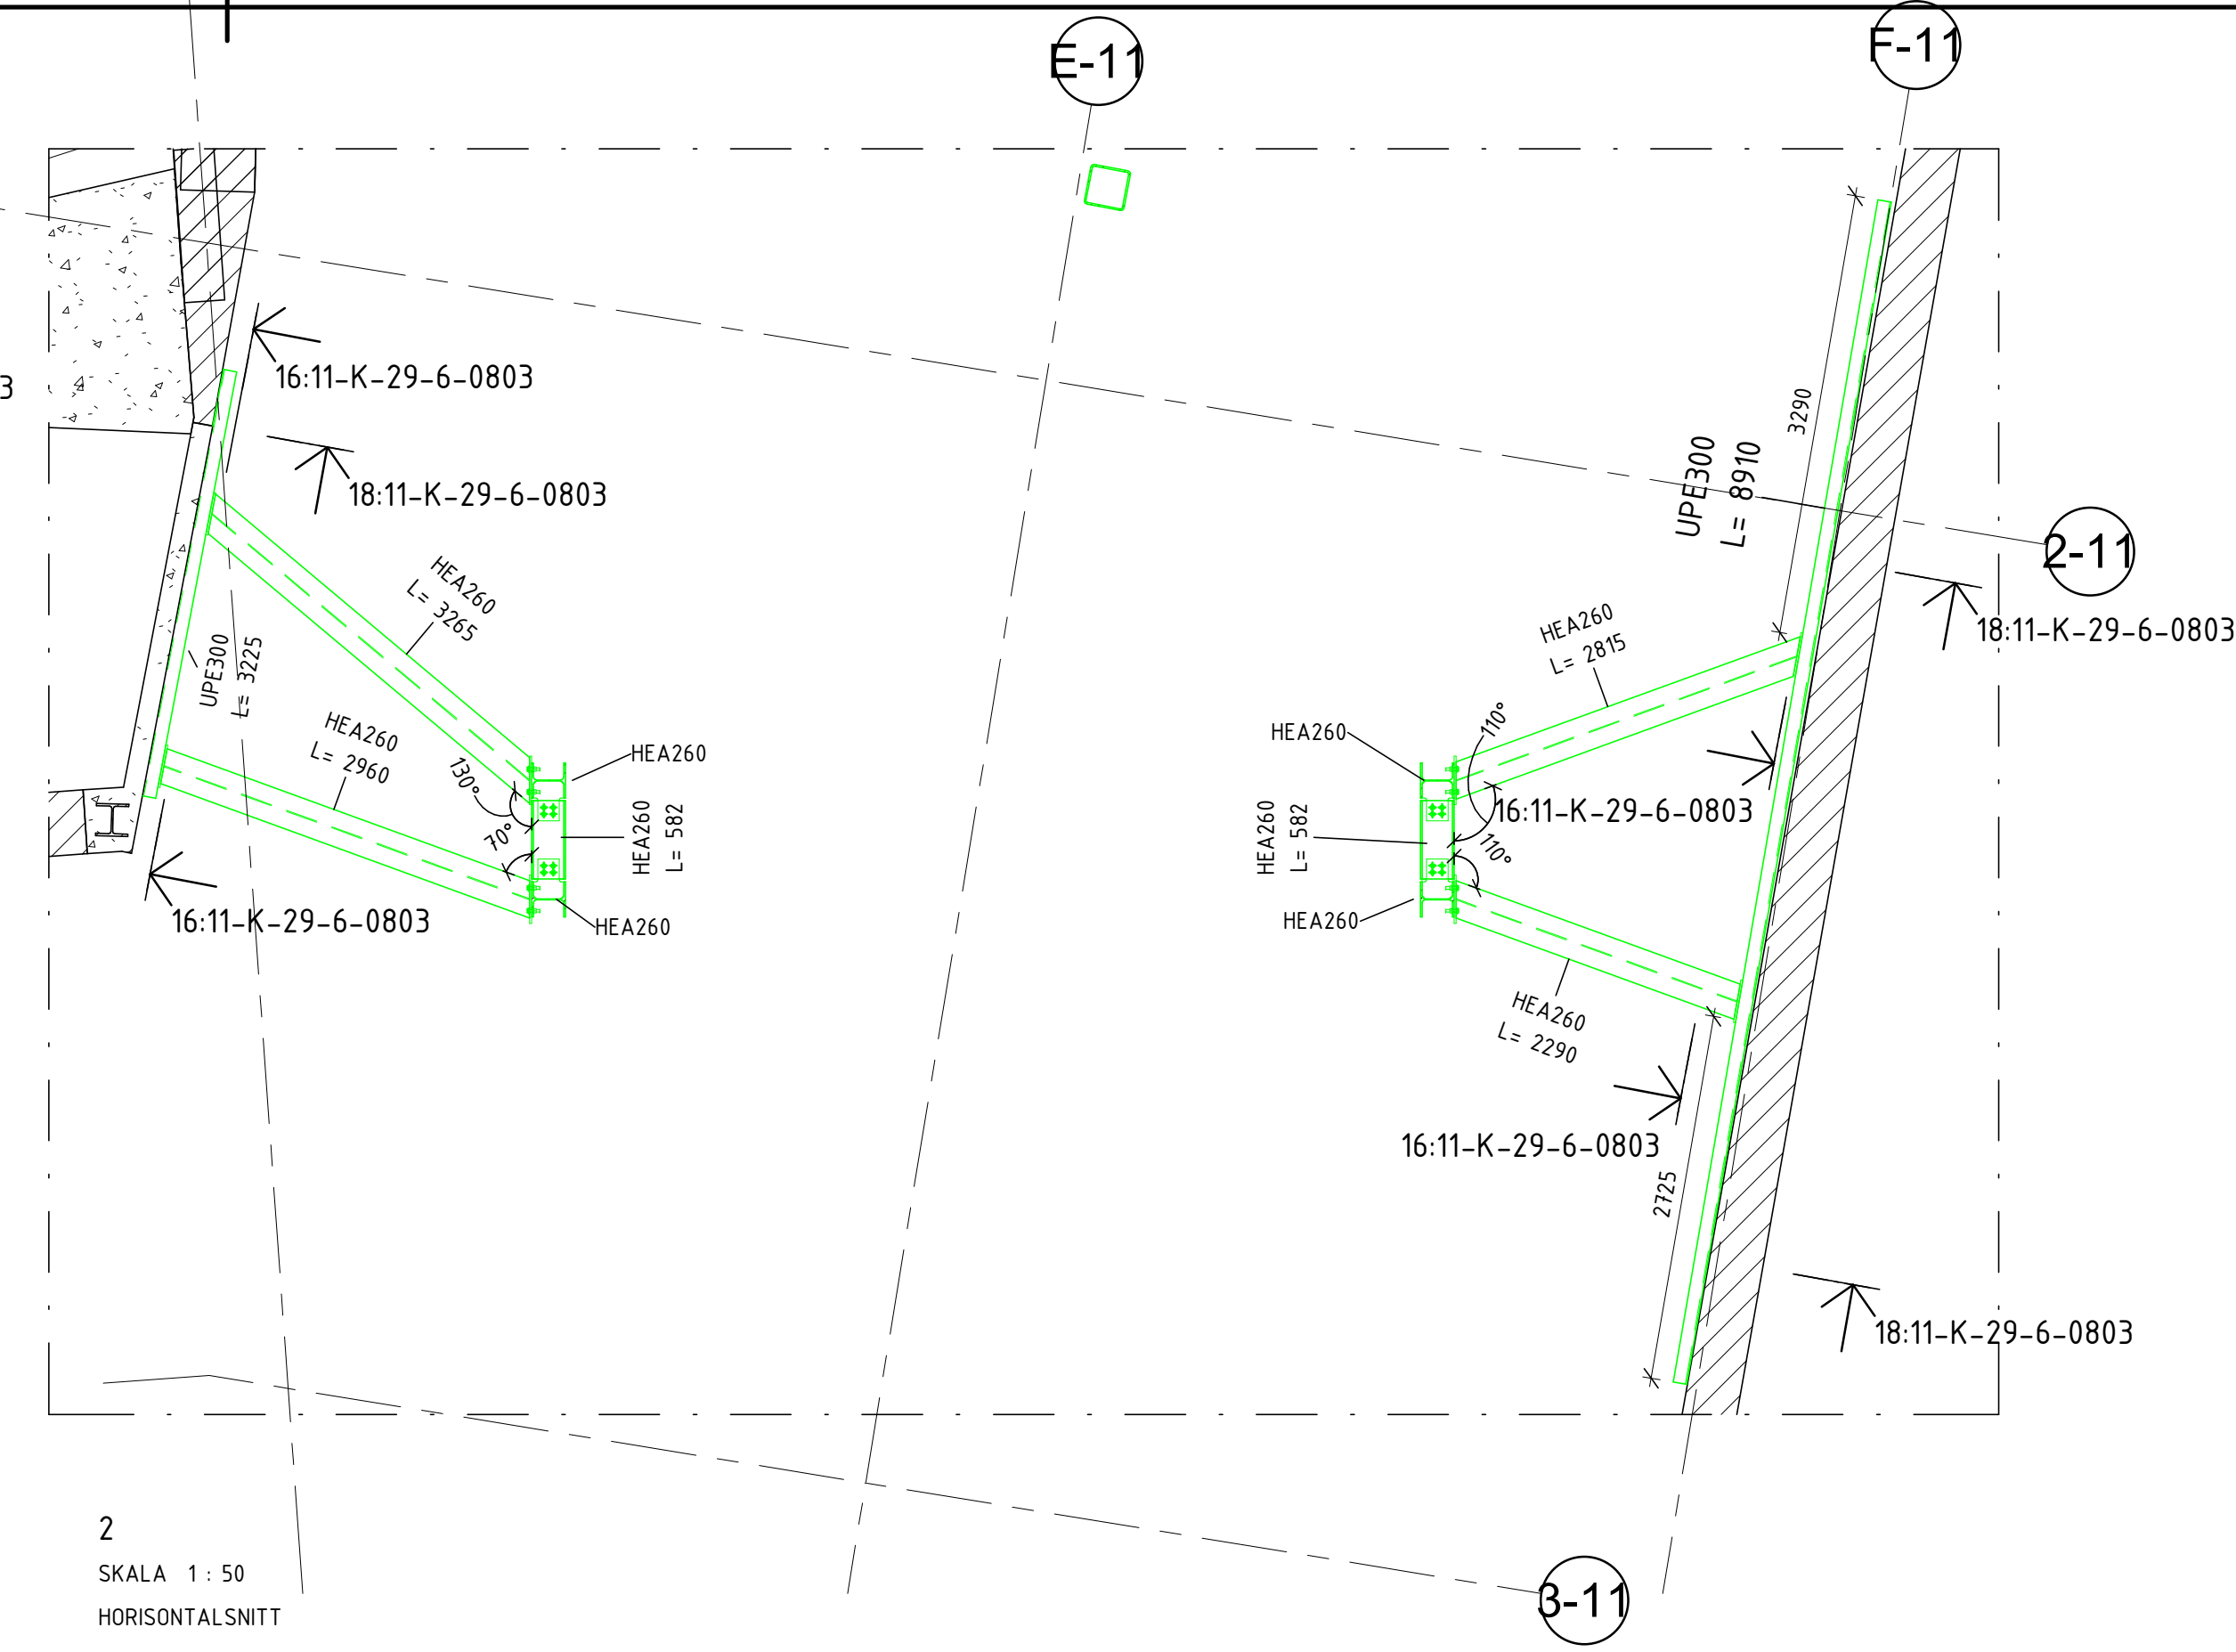 E-11
F-11
16:11-K-29-6-0803
3
18:11-K-29-6-0803
3290
UPE300
L= 8910
2-11
HEA260
L= 3265
18:11-K-29-6-0803
HEA260
L= 2815
UPE300
L= 3225
HEA260
L= 2960
130°
70°
HEA260
HEA260
L= 582
HEA260
16:11-K-29-6-0803
HEA260
110°
16:11-K-29-6-0803
HEA260
L= 582
110°
HEA260
HEA260
L= 2290
16:11-K-29-6-0803
2725
18:11-K-29-6-0803
2
SKALA 1 : 50
HORISONTALSNITT
3-11